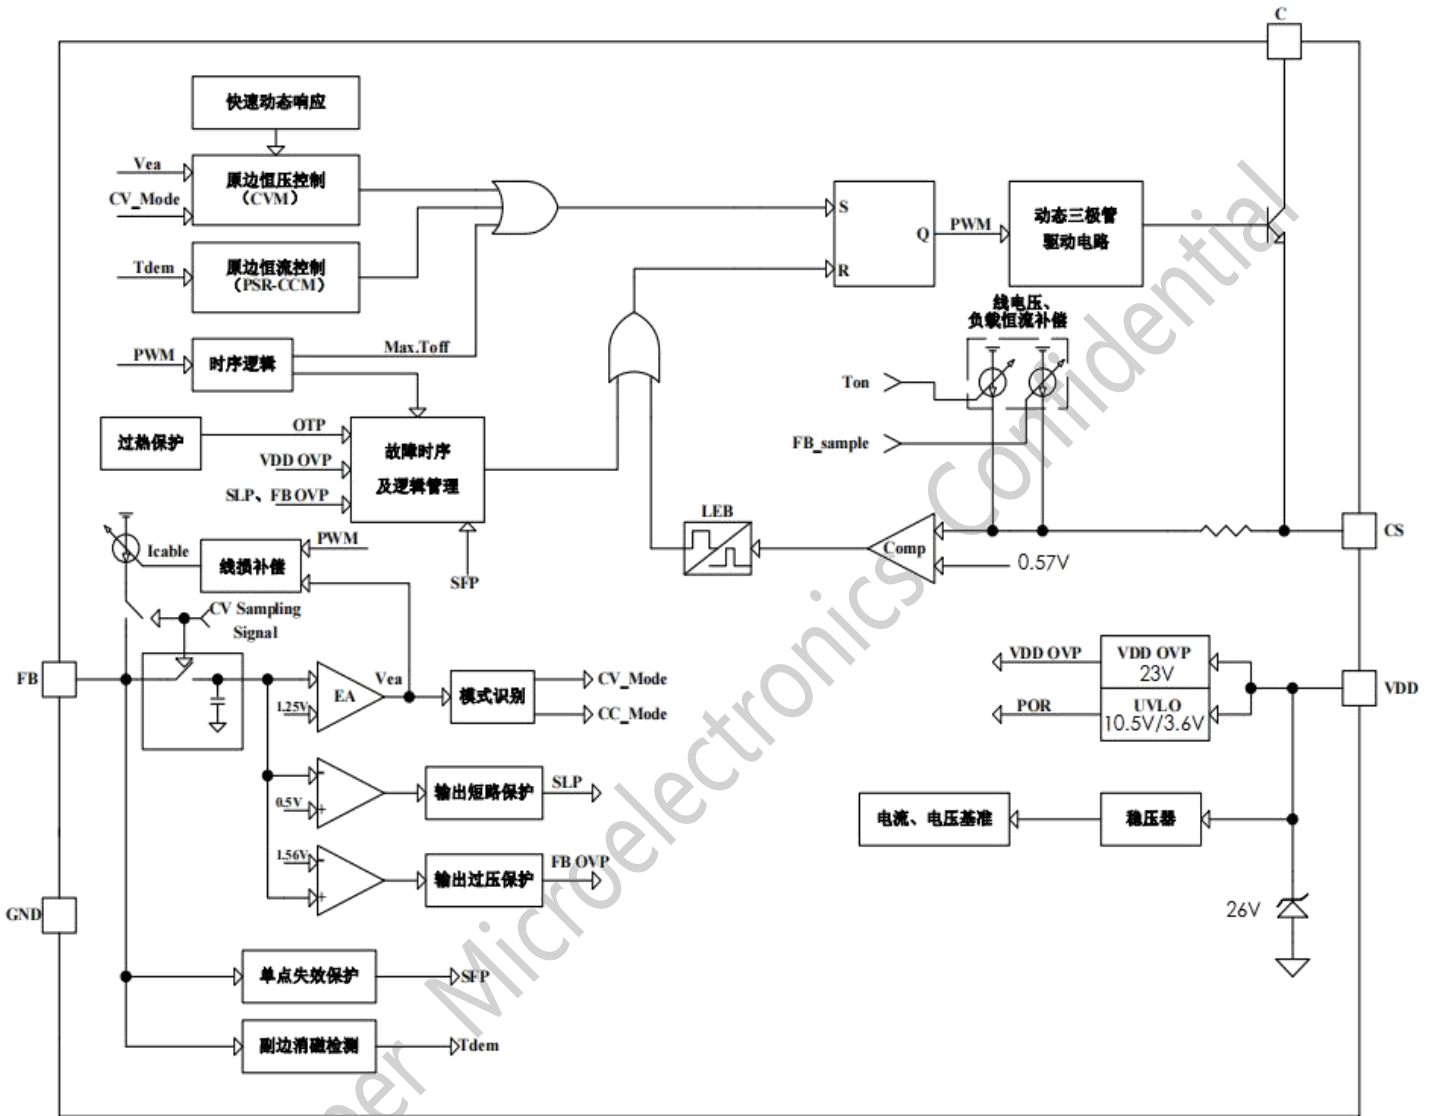 C
快速动态响应
Vea
原边恒压控制
(CVM)
CV_Mode
Tdem
原边恒流控制
(PSR-CCM)
S
R
Q
PWM
动态三极管
驱动电路
线电压、
负载恒流补偿
PWM
时序逻辑
Max.Toff
Ton
FB_sample
过热保护
OTP
VDD OVP
SLP、FB OVP
故障时序
及逻辑管理
SFP
Icable
线损补偿
PWM
LEB
Comp
0.57V
CS
CV Sampling
Signal
FB
1.25V
EA
Vea
模式识别
CV_Mode
CC_Mode
VDD OVP
VDD OVP
23V
POR
UVLO
10.5V/3.6V
VDD
-
0.5V
+
输出短路保护
SLP
1.56V
-
+
输出过压保护
FB OVP
电流、电压基准
稳压器
26V
GND
单点失效保护
SFP
副边消磁检测
Tdem
Microelectronics Confidential